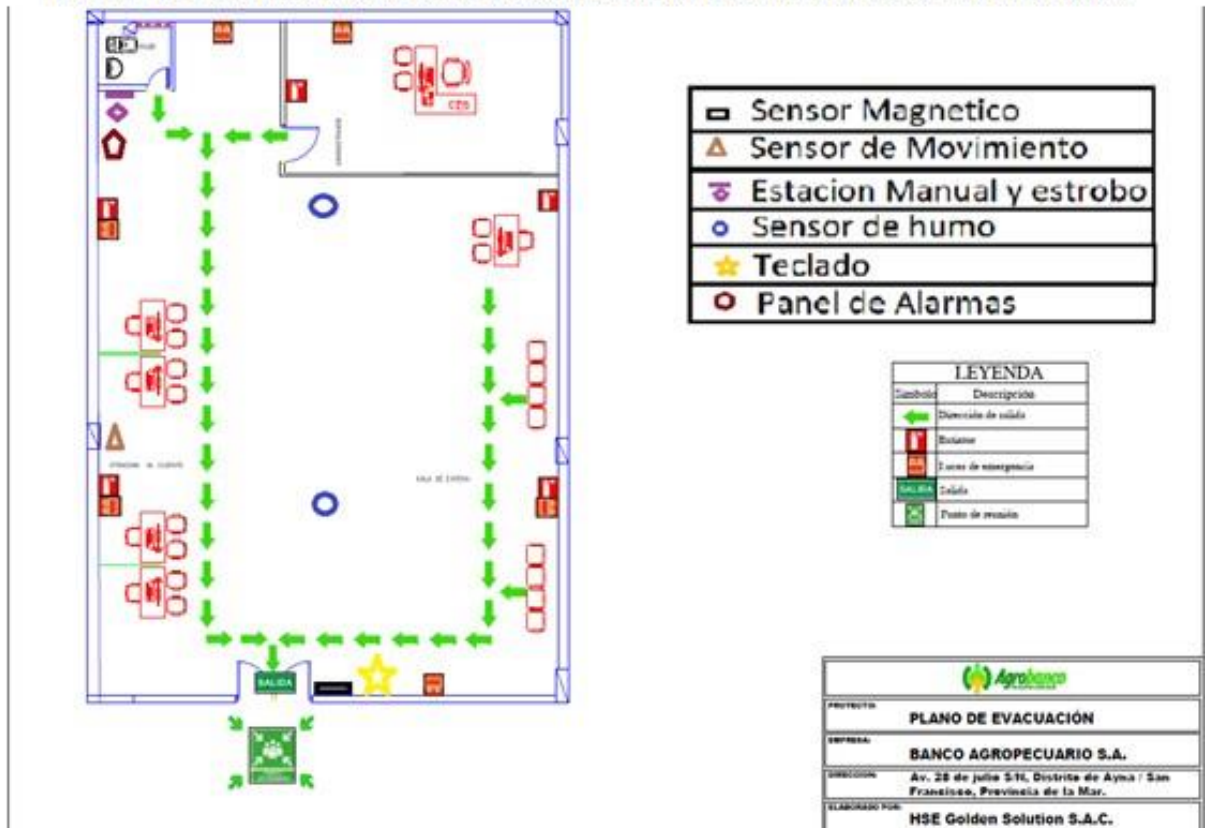 Sensor Magnetico
Sensor de Movimiento
Estacion Manual y estrobo
Sensor de humo
Teclado
Panel de Alarmas
LEYENDA
Simbolo Descripción
Dirección de salida
Extintor
Luces de emergencia
SALIDA Salida
Punto de reunión
SALIDA
Agrobanco
PROYECTO:
PLANO DE EVACUACIÓN
EMPRESA:
BANCO AGROPECUARIO S.A.
DIRECCION:
Av. 28 de julio S/N, Distrito de Ayna / San
Francisco, Provincia de la Mar.
ELABORADO POR:
HSE Golden Solution S.A.C.